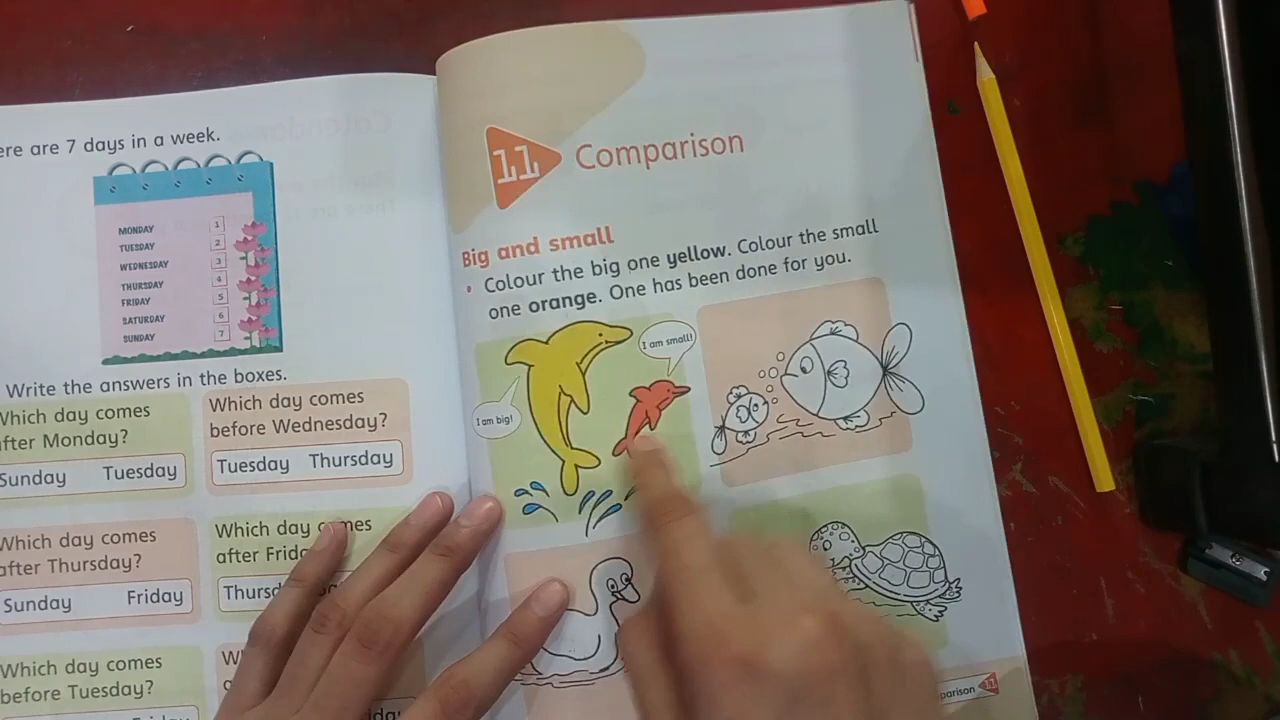 ere are 7 days in a week.
MONDAY 1
TUESDAY 2
WEDNESDAY 3
THURSDAY 4
FRIDAY 5
SATURDAY 6
SUNDAY 7
Write the answers in the boxes.
Which day comes
after Monday?
Sunday Tuesday
Which day comes
before Wednesday?
Tuesday Thursday
Which day comes
after Thursday?
Sunday Friday
Which day comes
after Frid
Thursd
Which day comes
before Tuesday?
11 Comparison
Big and small
• Colour the big one yellow. Colour the small
one orange. One has been done for you.
I am big!
I am small!
parison 11